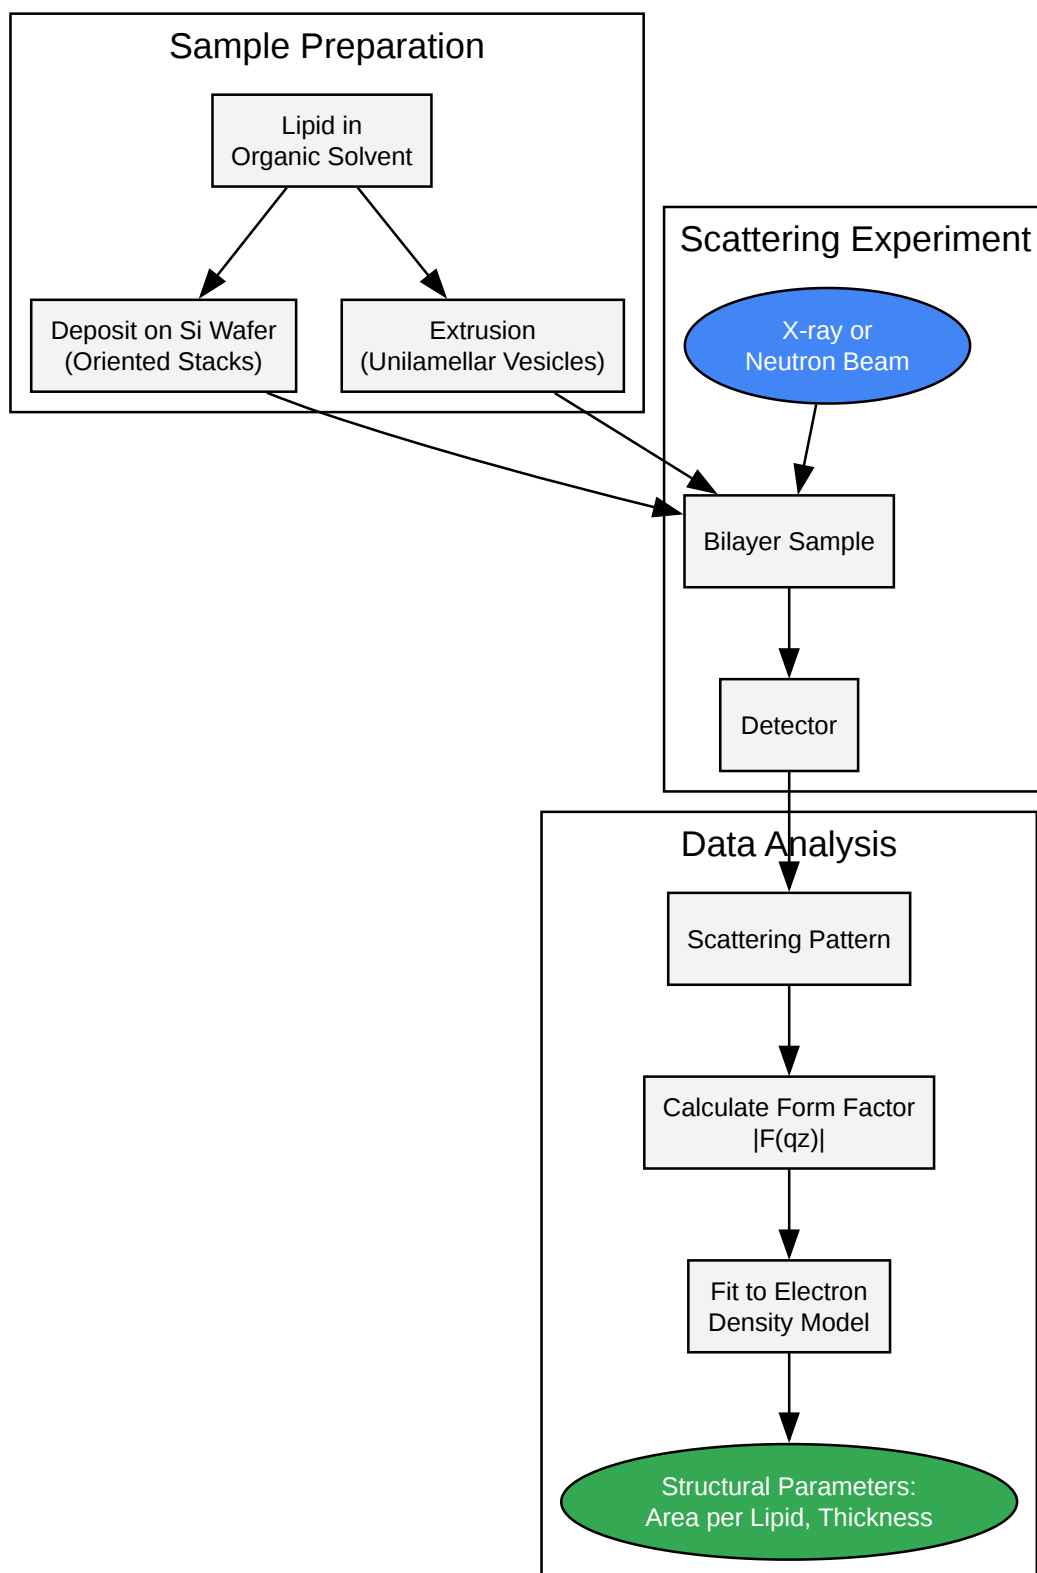 Sample Preparation
Lipid in
Organic Solvent
Deposit on Si Wafer
(Oriented Stacks)
Extrusion
(Unilamellar Vesicles)
Scattering Experiment
X-ray or
Neutron Beam
Bilayer Sample
Detector
Data Analysis
Scattering Pattern
Calculate Form Factor
|F(qz)|
Fit to Electron
Density Model
Structural Parameters:
Area per Lipid, Thickness